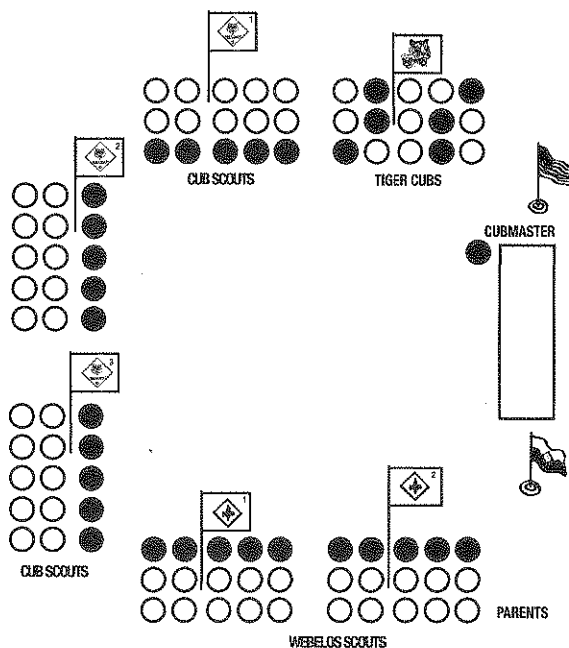 1
CUB SCOUTS
TIGER CUBS
2
CUBMASTER
3
CUB SCOUTS
1
2
PARENTS
WEBELOS SCOUTS